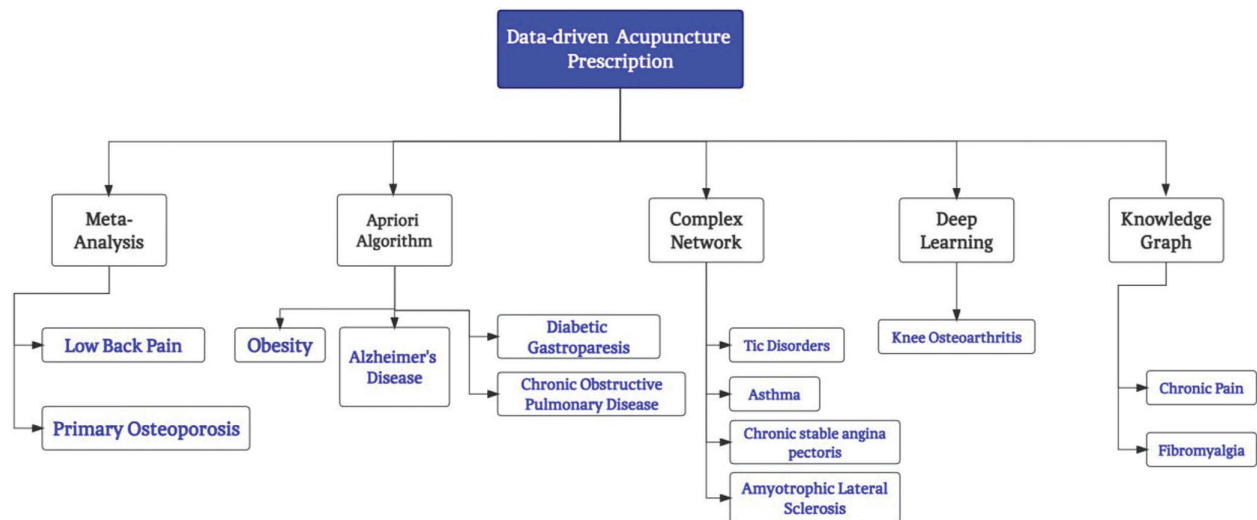 Data-driven Acupuncture
Prescription
Meta-
Analysis
Apriori
Algorithm
Complex
Network
Deep
Learning
Knowledge
Graph
Low Back Pain
Primary Osteoporosis
Obesity
Alzheimer's
Disease
Diabetic
Gastroparesis
Chronic Obstructive
Pulmonary Disease
Tic Disorders
Asthma
Chronic stable angina
pectoris
Amyotrophic Lateral
Sclerosis
Knee Osteoarthritis
Chronic Pain
Fibromyalgia